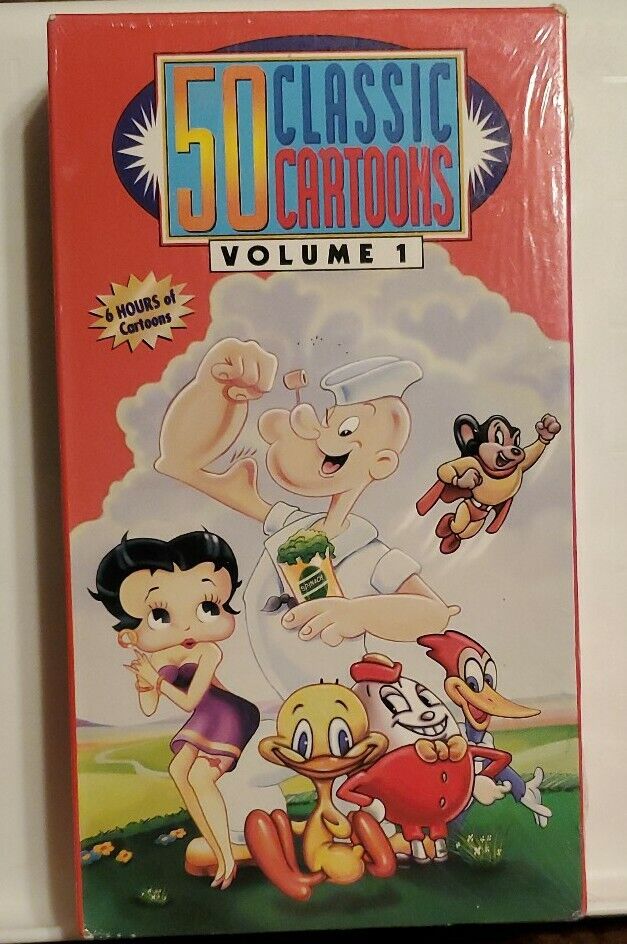 50 CLASSIC
CARTOONS
VOLUME 1
6 HOURS of
Cartoons
SPINACH